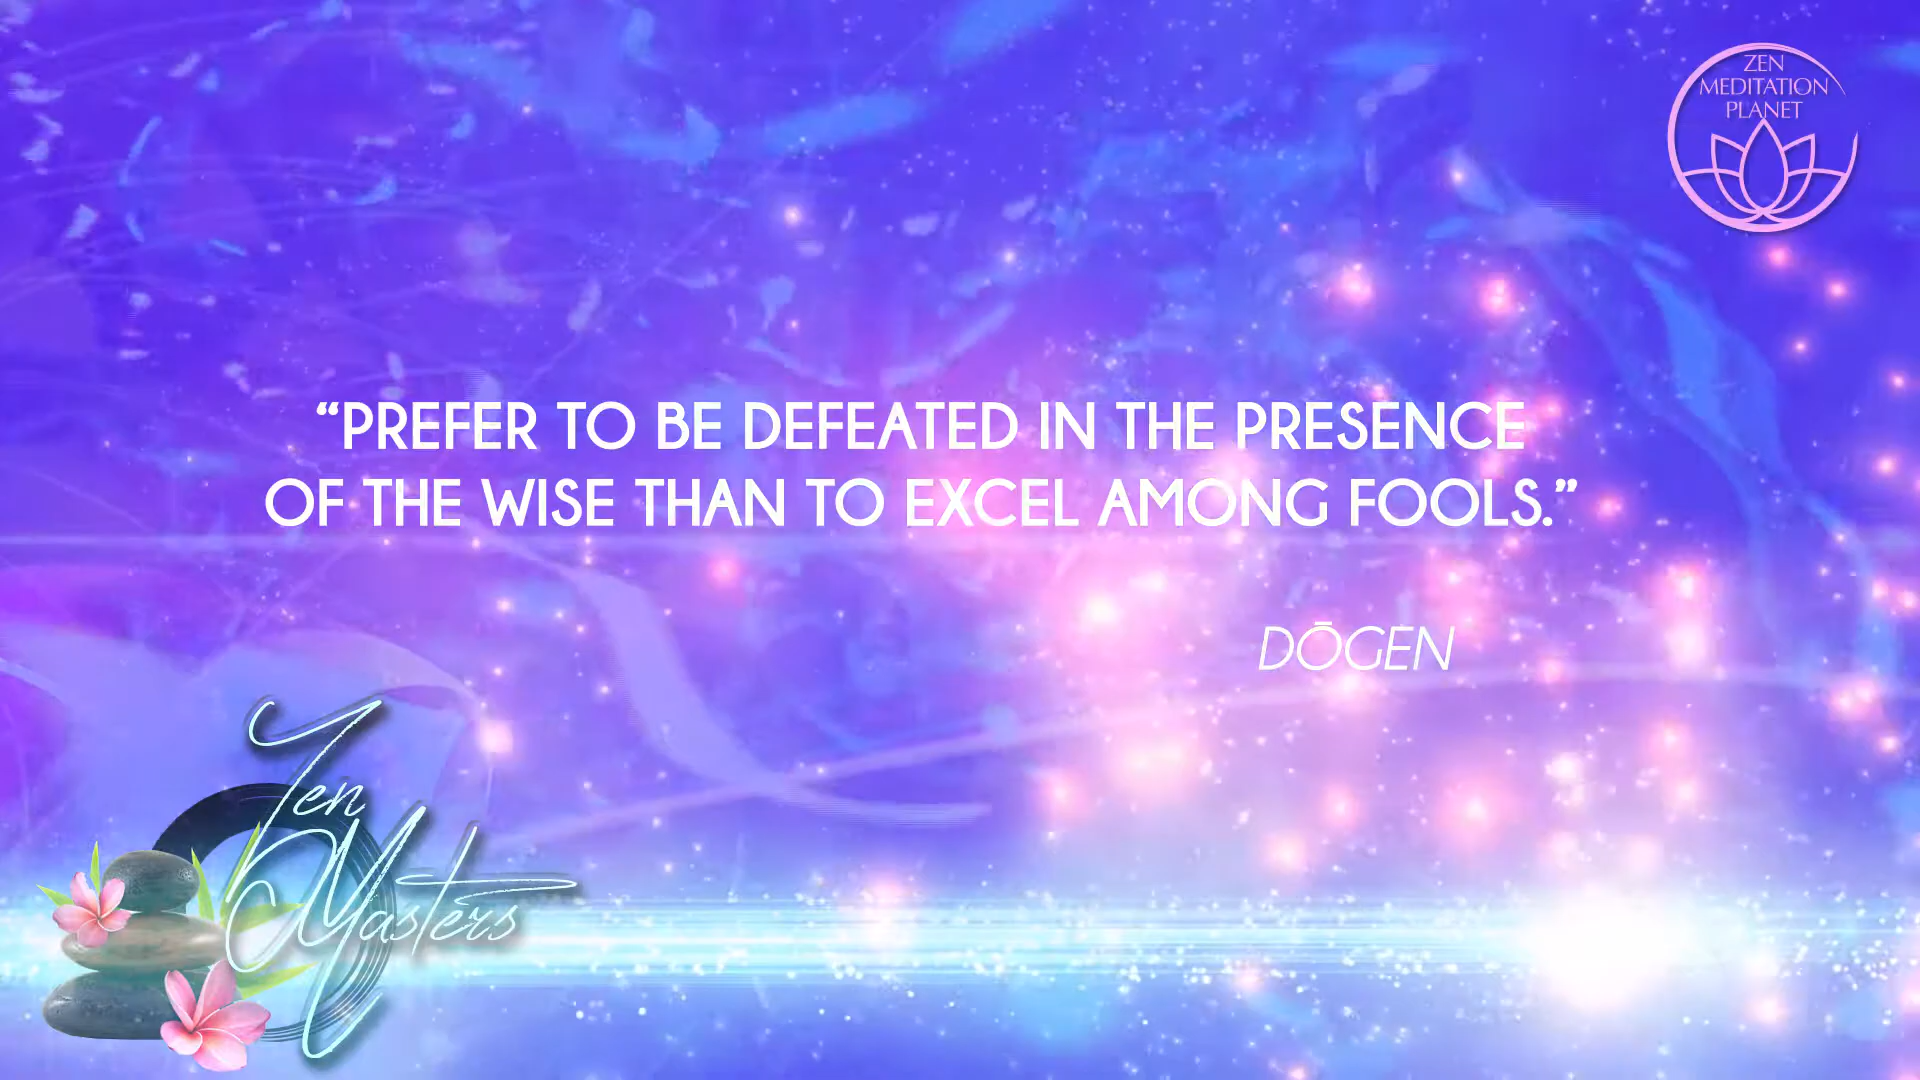 ZEN
MEDITATION
PLANET
“PREFER TO BE DEFEATED IN THE PRESENCE
OF THE WISE THAN TO EXCEL AMONG FOOLS.”
DŌGEN
Zen
Masters